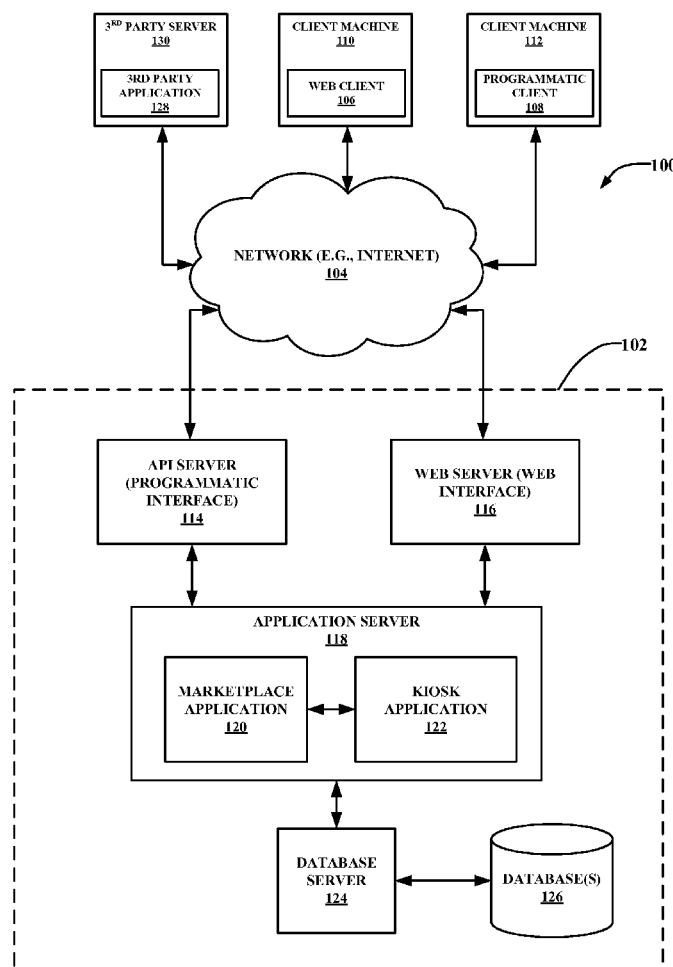 3RD PARTY SERVER
130
3RD PARTY
APPLICATION
128
CLIENT MACHINE
110
WEB CLIENT
106
CLIENT MACHINE
112
PROGRAMMATIC
CLIENT
108
100
NETWORK (E.G., INTERNET)
104
102
API SERVER
(PROGRAMMATIC
INTERFACE)
114
WEB SERVER (WEB
INTERFACE)
116
APPLICATION SERVER
118
MARKETPLACE
APPLICATION
120
KIOSK
APPLICATION
122
DATABASE
SERVER
124
DATABASE(S)
126